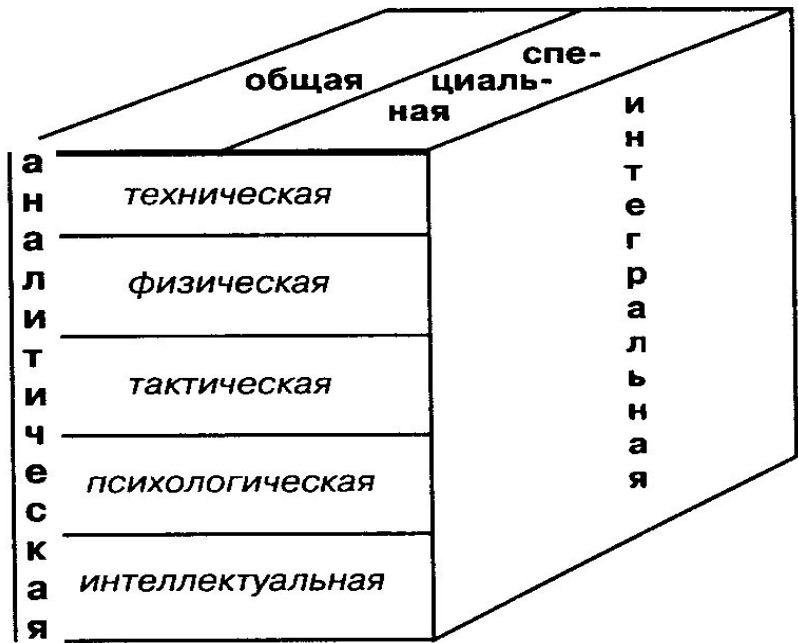 общая
спе-
циаль-
ная
аналитическая
техническая
физическая
тактическая
психологическая
интеллектуальная
интегральная